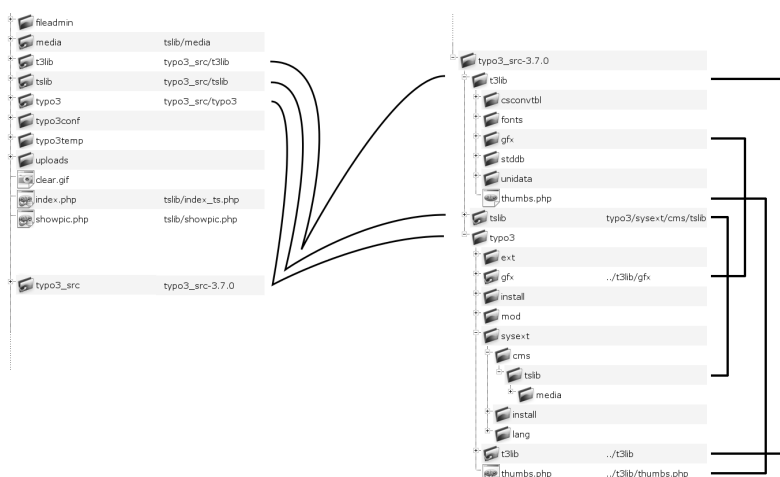 fileadmin
media tslib/media
t3lib typo3_src/t3lib
tslib typo3_src/tslib
typo3 typo3_src/typo3
typo3conf
typo3temp
uploads
clear.gif
index.php tslib/index_ts.php
showpic.php tslib/showpic.php
typo3_src typo3_src-3.7.0
typo3_src-3.7.0
t3lib
csconvtbl
fonts
gfx
stddb
unidata
thumbs.php
tslib typo3/sysext/cms/tslib
typo3
ext
gfx ../t3lib/gfx
install
mod
sysext
cms
tslib
media
install
lang
t3lib ../t3lib
thumbs.php ../t3lib/thumbs.php